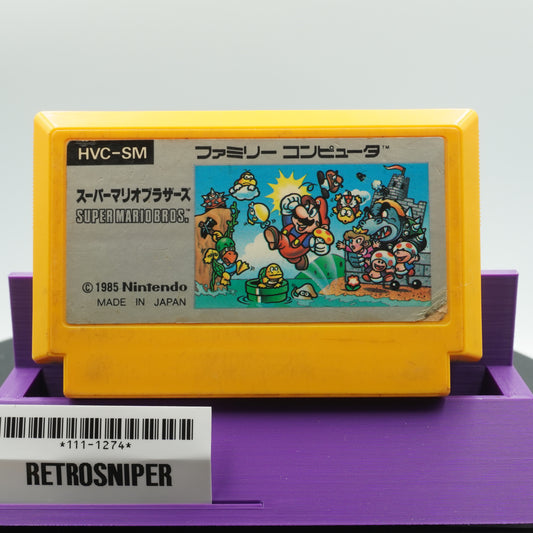 HVC-SM
ファミリー コンピュータ™
スーパーマリオブラザーズ
SUPER MARIO BROS.™
© 1985 Nintendo
MADE IN JAPAN
*111-1274*
RETROSNIPER